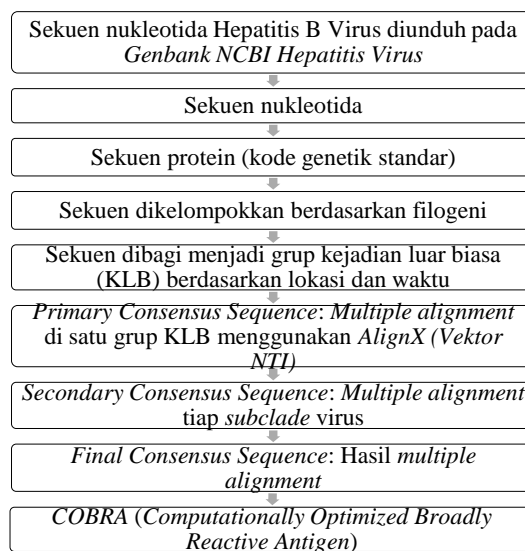 Sekuen nukleotida Hepatitis B Virus diunduh pada
Genbank NCBI Hepatitis Virus
Sekuen nukleotida
Sekuen protein (kode genetik standar)
Sekuen dikelompokkan berdasarkan filogeni
Sekuen dibagi menjadi grup kejadian luar biasa
(KLB) berdasarkan lokasi dan waktu
Primary Consensus Sequence: Multiple alignment
di satu grup KLB menggunakan AlignX (Vektor
NTI)
Secondary Consensus Sequence: Multiple alignment
tiap subclade virus
Final Consensus Sequence: Hasil multiple
alignment
COBRA (Computationally Optimized Broadly
Reactive Antigen)